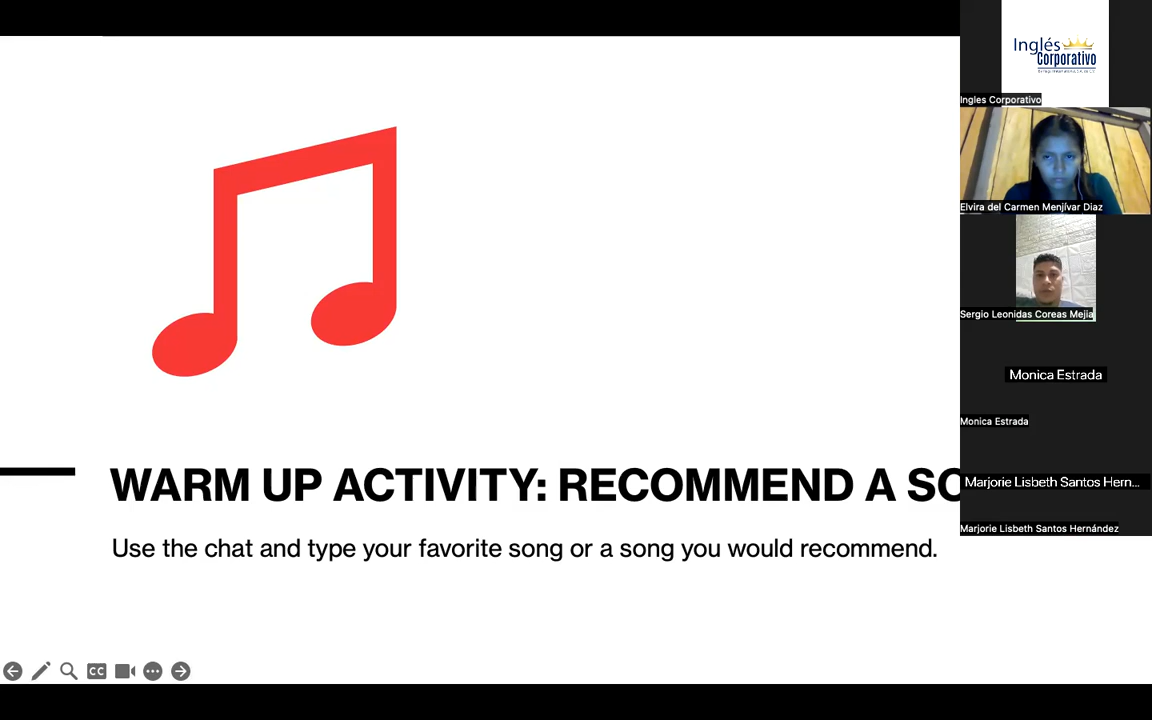 WARM UP ACTIVITY: RECOMMEND A SO
Use the chat and type your favorite song or a song you would recommend.
CC
Inglés
Corporativo
Ingles Corporativo
Elvira del Carmen Menjívar Diaz
Sergio Leonidas Coreas Mejia
Monica Estrada
Monica Estrada
Marjorie Lisbeth Santos Hern...
Marjorie Lisbeth Santos Hernández